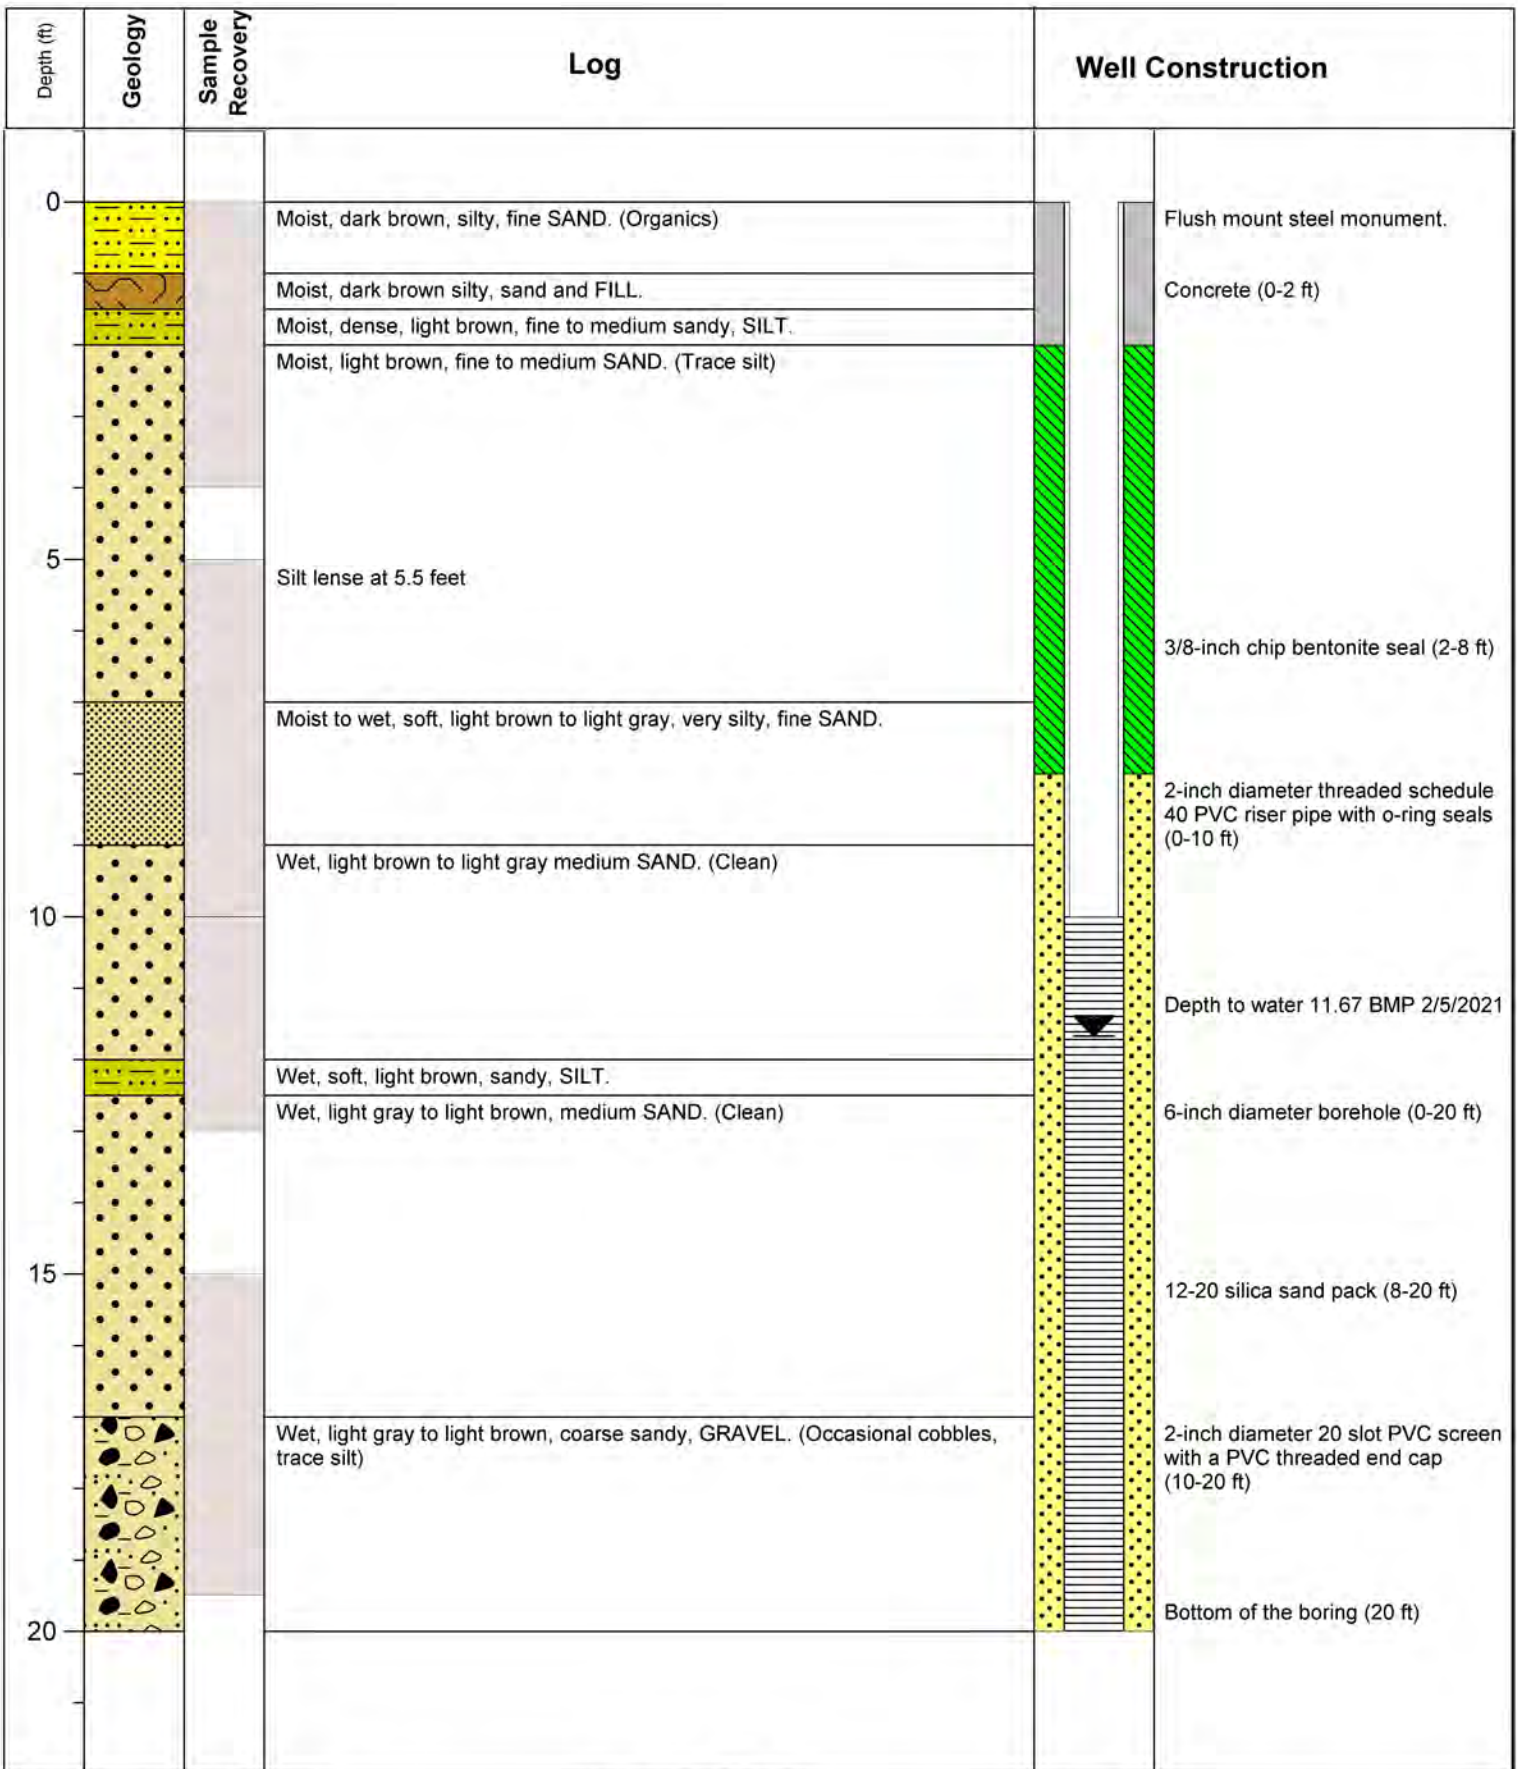 Depth (ft)
Geology
Sample
Recovery
Log
Well Construction
0
Moist, dark brown, silty, fine SAND. (Organics)
Flush mount steel monument.
Moist, dark brown silty, sand and FILL.
Concrete (0-2 ft)
Moist, dense, light brown, fine to medium sandy, SILT.
Moist, light brown, fine to medium SAND. (Trace silt)
5
Silt lense at 5.5 feet
3/8-inch chip bentonite seal (2-8 ft)
Moist to wet, soft, light brown to light gray, very silty, fine SAND.
2-inch diameter threaded schedule
40 PVC riser pipe with o-ring seals
(0-10 ft)
Wet, light brown to light gray medium SAND. (Clean)
10
Depth to water 11.67 BMP 2/5/2021
Wet, soft, light brown, sandy, SILT.
Wet, light gray to light brown, medium SAND. (Clean)
6-inch diameter borehole (0-20 ft)
15
12-20 silica sand pack (8-20 ft)
Wet, light gray to light brown, coarse sandy, GRAVEL. (Occasional cobbles,
trace silt)
2-inch diameter 20 slot PVC screen
with a PVC threaded end cap
(10-20 ft)
Bottom of the boring (20 ft)
20